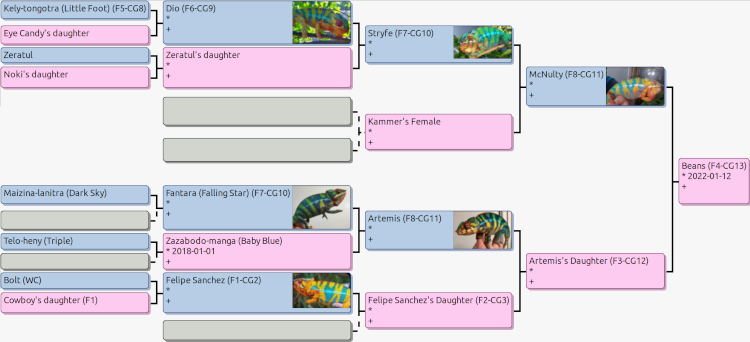 Kely-tongotra (Little Foot) (F5-CG8)
Eye Candy's daughter
Zeratul
Noki's daughter
Dio (F6-CG9)
*
+
Zeratul's daughter
*
+
Stryfe (F7-CG10)
*
+
Kammer's Female
*
+
McNulty (F8-CG11)
*
+
Beans (F4-CG13)
* 2022-01-12
+
Maizina-lanitra (Dark Sky)
Telo-heny (Triple)
Bolt (WC)
Cowboy's daughter (F1)
Fantara (Falling Star) (F7-CG10)
*
+
Zazabodo-manga (Baby Blue)
* 2018-01-01
+
Felipe Sanchez (F1-CG2)
*
+
Artemis (F8-CG11)
*
+
Felipe Sanchez's Daughter (F2-CG3)
*
+
Artemis's Daughter (F3-CG12)
*
+